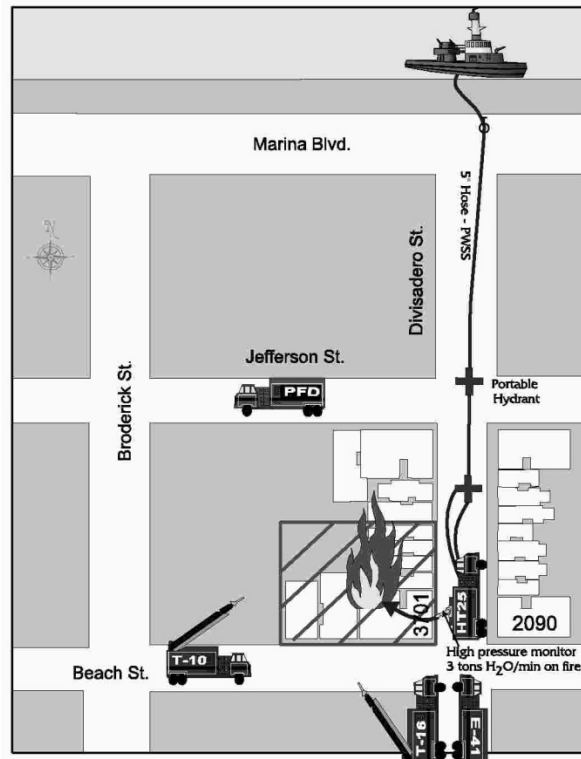 Marina Blvd.
5" Hose - PWSS
Divisadero St.
Jefferson St.
PFD
Portable
Hydrant
Broderick St.
3701
HT25
2090
High pressure monitor
3 tons H₂O/min on fire
T-10
Beach St.
T-16
E-41